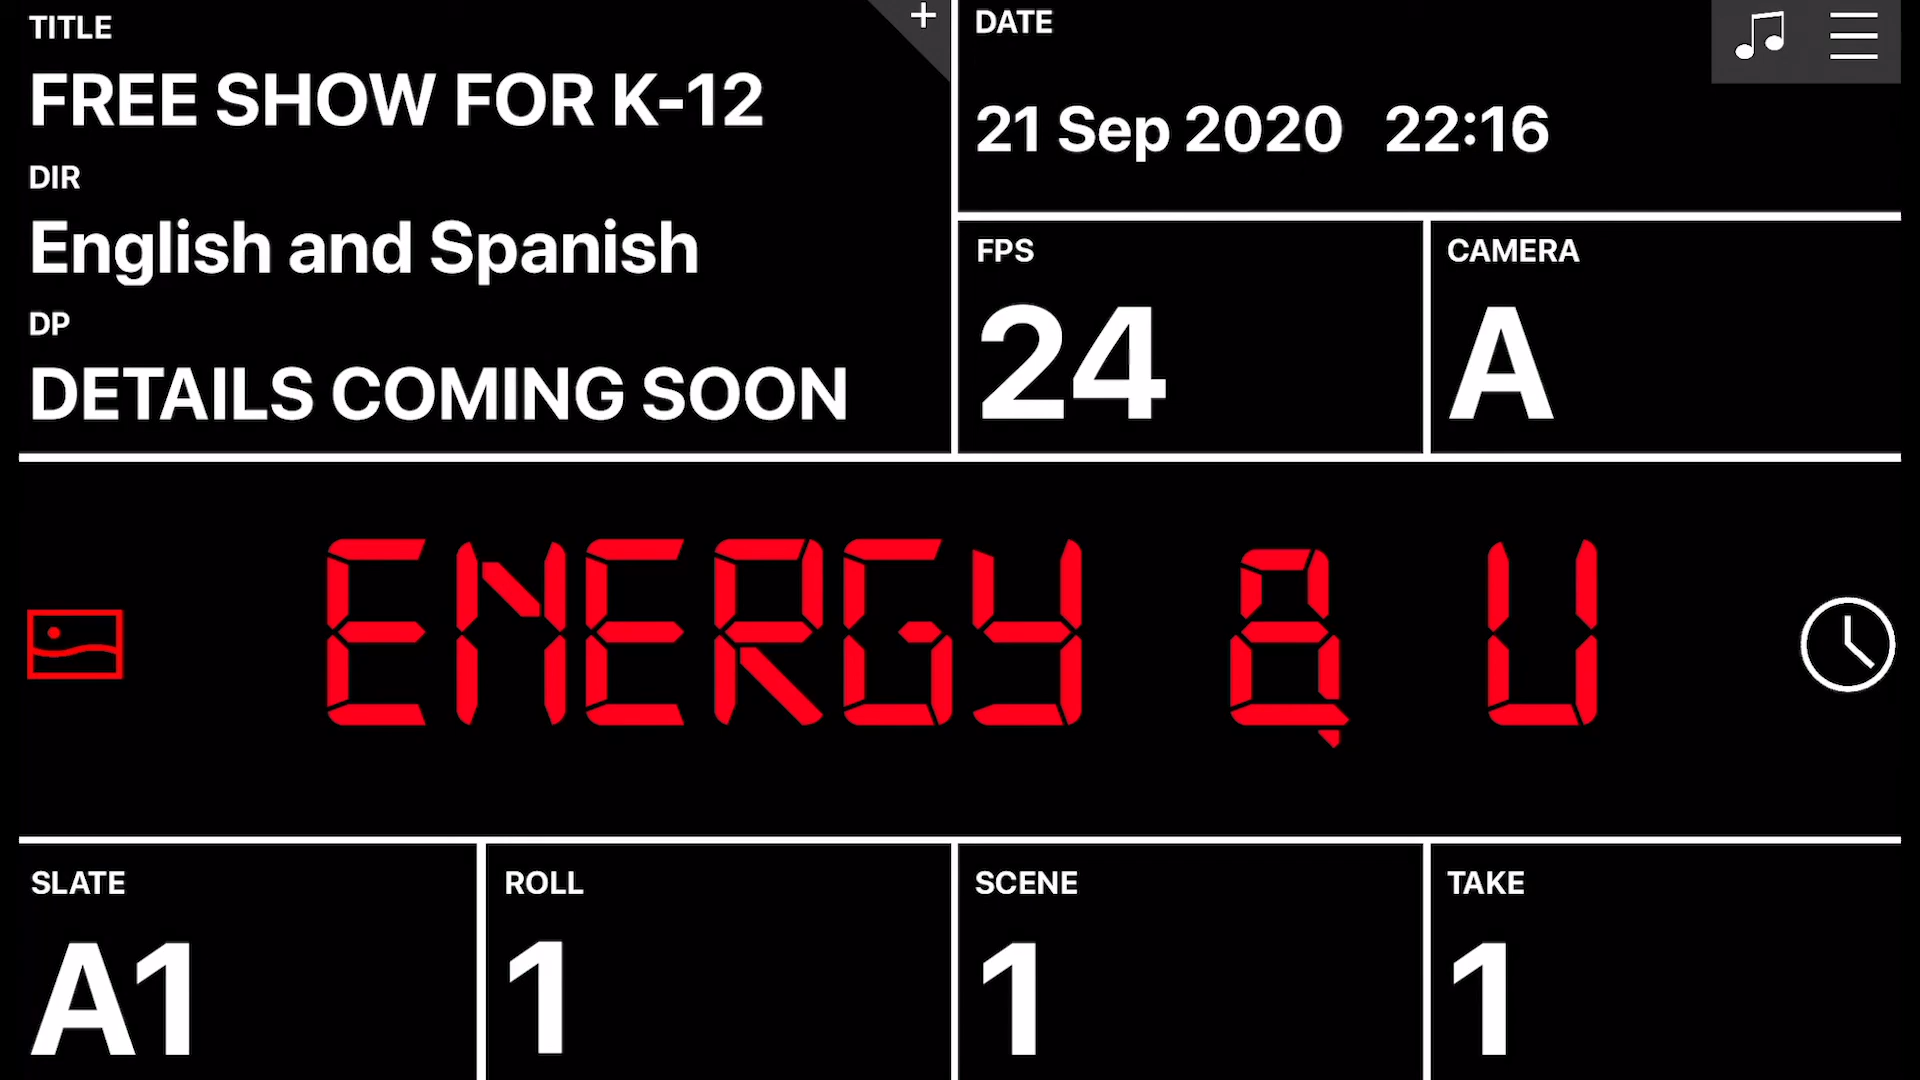 TITLE
FREE SHOW FOR K-12
DIR
English and Spanish
DP
DETAILS COMING SOON
DATE
21 Sep 2020 22:16
FPS
24
CAMERA
A
ENERGY & U
SLATE
A1
ROLL
1
SCENE
1
TAKE
1